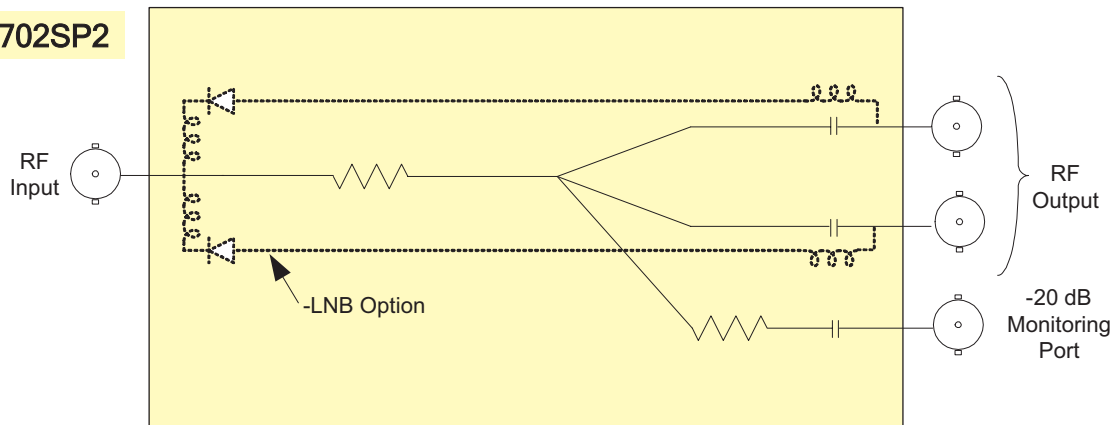 702SP2
RF
Input
RF
Output
-LNB Option
-20 dB
Monitoring
Port